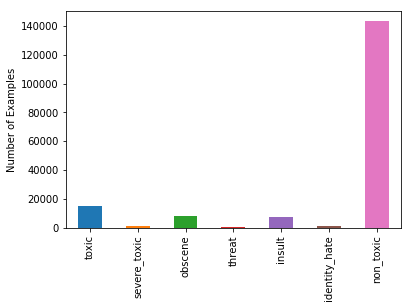 140000
120000
100000
80000
60000
40000
20000
0
Number of Examples
toxic
severe_toxic
obscene
threat
insult
identity_hate
non_toxic